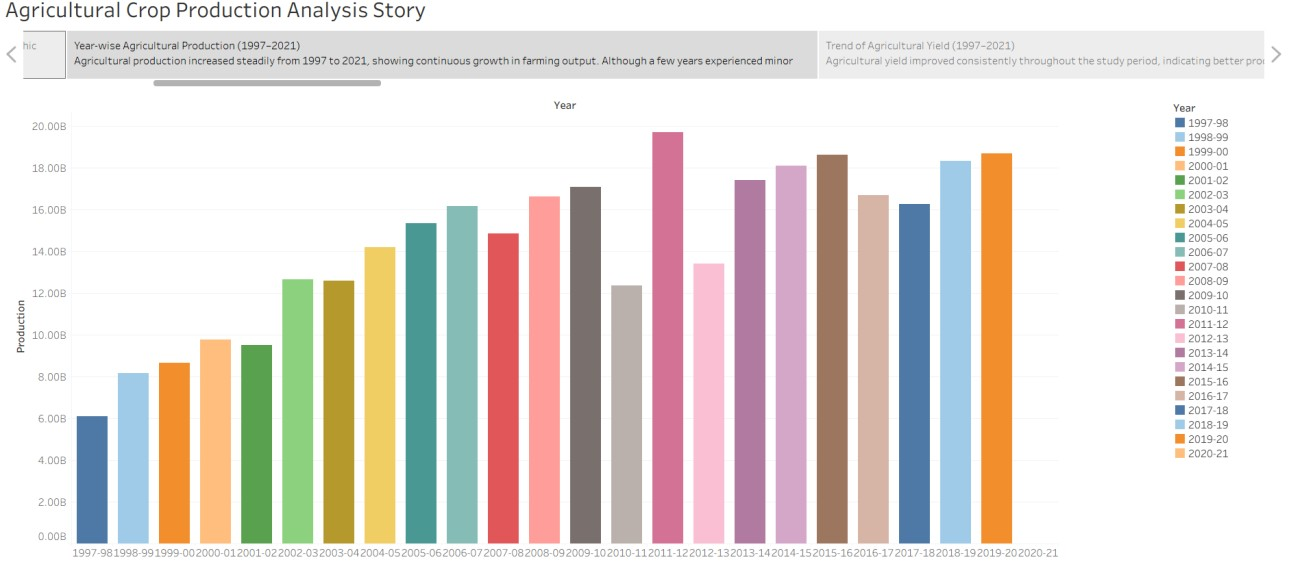 Agricultural Crop Production Analysis Story
hic
Year-wise Agricultural Production (1997–2021)
Agricultural production increased steadily from 1997 to 2021, showing continuous growth in farming output. Although a few years experienced minor
Trend of Agricultural Yield (1997–2021)
Agricultural yield improved consistently throughout the study period, indicating better
Year
Production
20.00B
18.00B
16.00B
14.00B
12.00B
10.00B
8.00B
6.00B
4.00B
2.00B
0.00B
1997-98 1998-99 1999-00 2000-01 2001-02 2002-03 2003-04 2004-05 2005-06 2006-07 2007-08 2008-09 2009-10 2010-11 2011-12 2012-13 2013-14 2014-15 2015-16 2016-17 2017-18 2018-19 2019-20 2020-21
Year
1997-98
1998-99
1999-00
2000-01
2001-02
2002-03
2003-04
2004-05
2005-06
2006-07
2007-08
2008-09
2009-10
2010-11
2011-12
2012-13
2013-14
2014-15
2015-16
2016-17
2017-18
2018-19
2019-20
2020-21